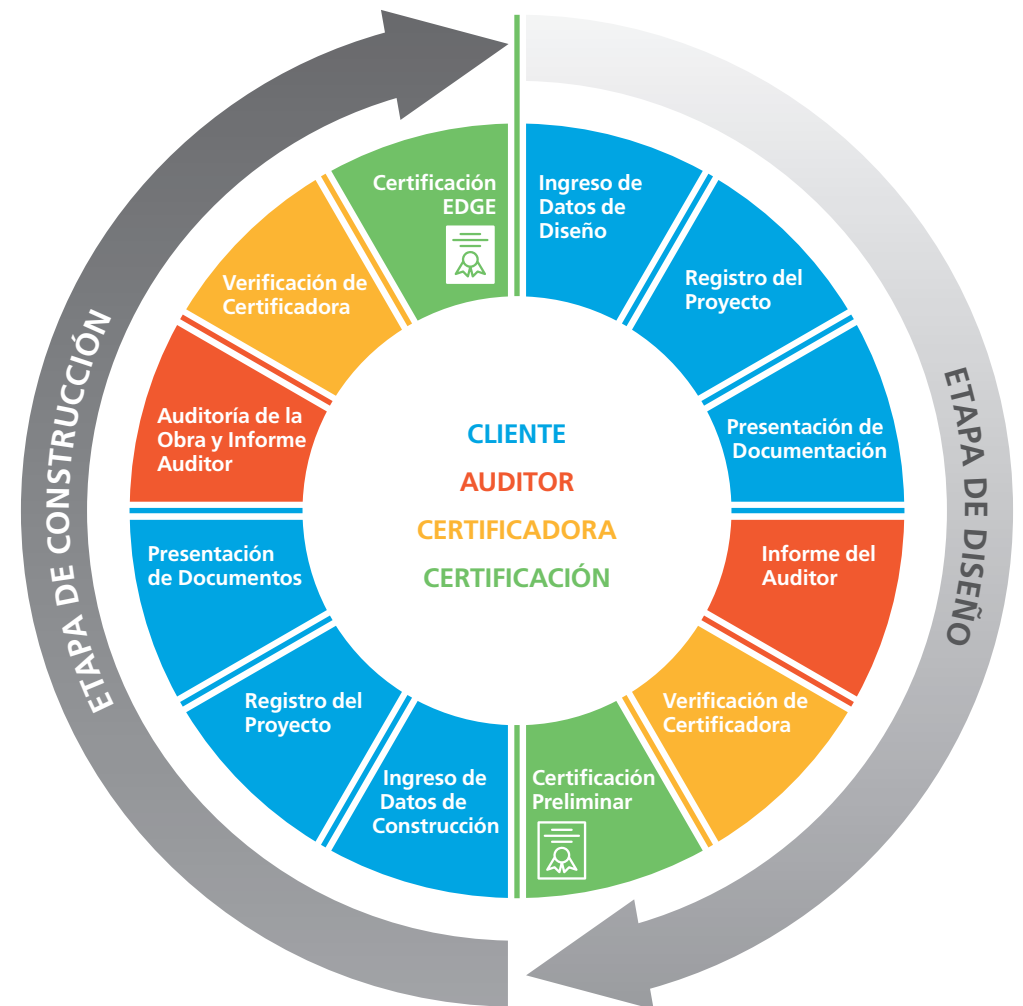 Ingreso de
Datos de
Diseño
Registro del
Proyecto
Presentación de
Documentación
Informe del
Auditor
Verificación de
Certificadora
Certificación
Preliminar
Ingreso de
Datos de
Construcción
Registro del
Proyecto
Presentación
de Documentos
Auditoría de la
Obra y Informe
Auditor
Verificación de
Certificadora
Certificación
EDGE
CLIENTE
AUDITOR
CERTIFICADORA
CERTIFICACIÓN
ETAPA DE DISEÑO
ETAPA DE CONSTRUCCIÓN